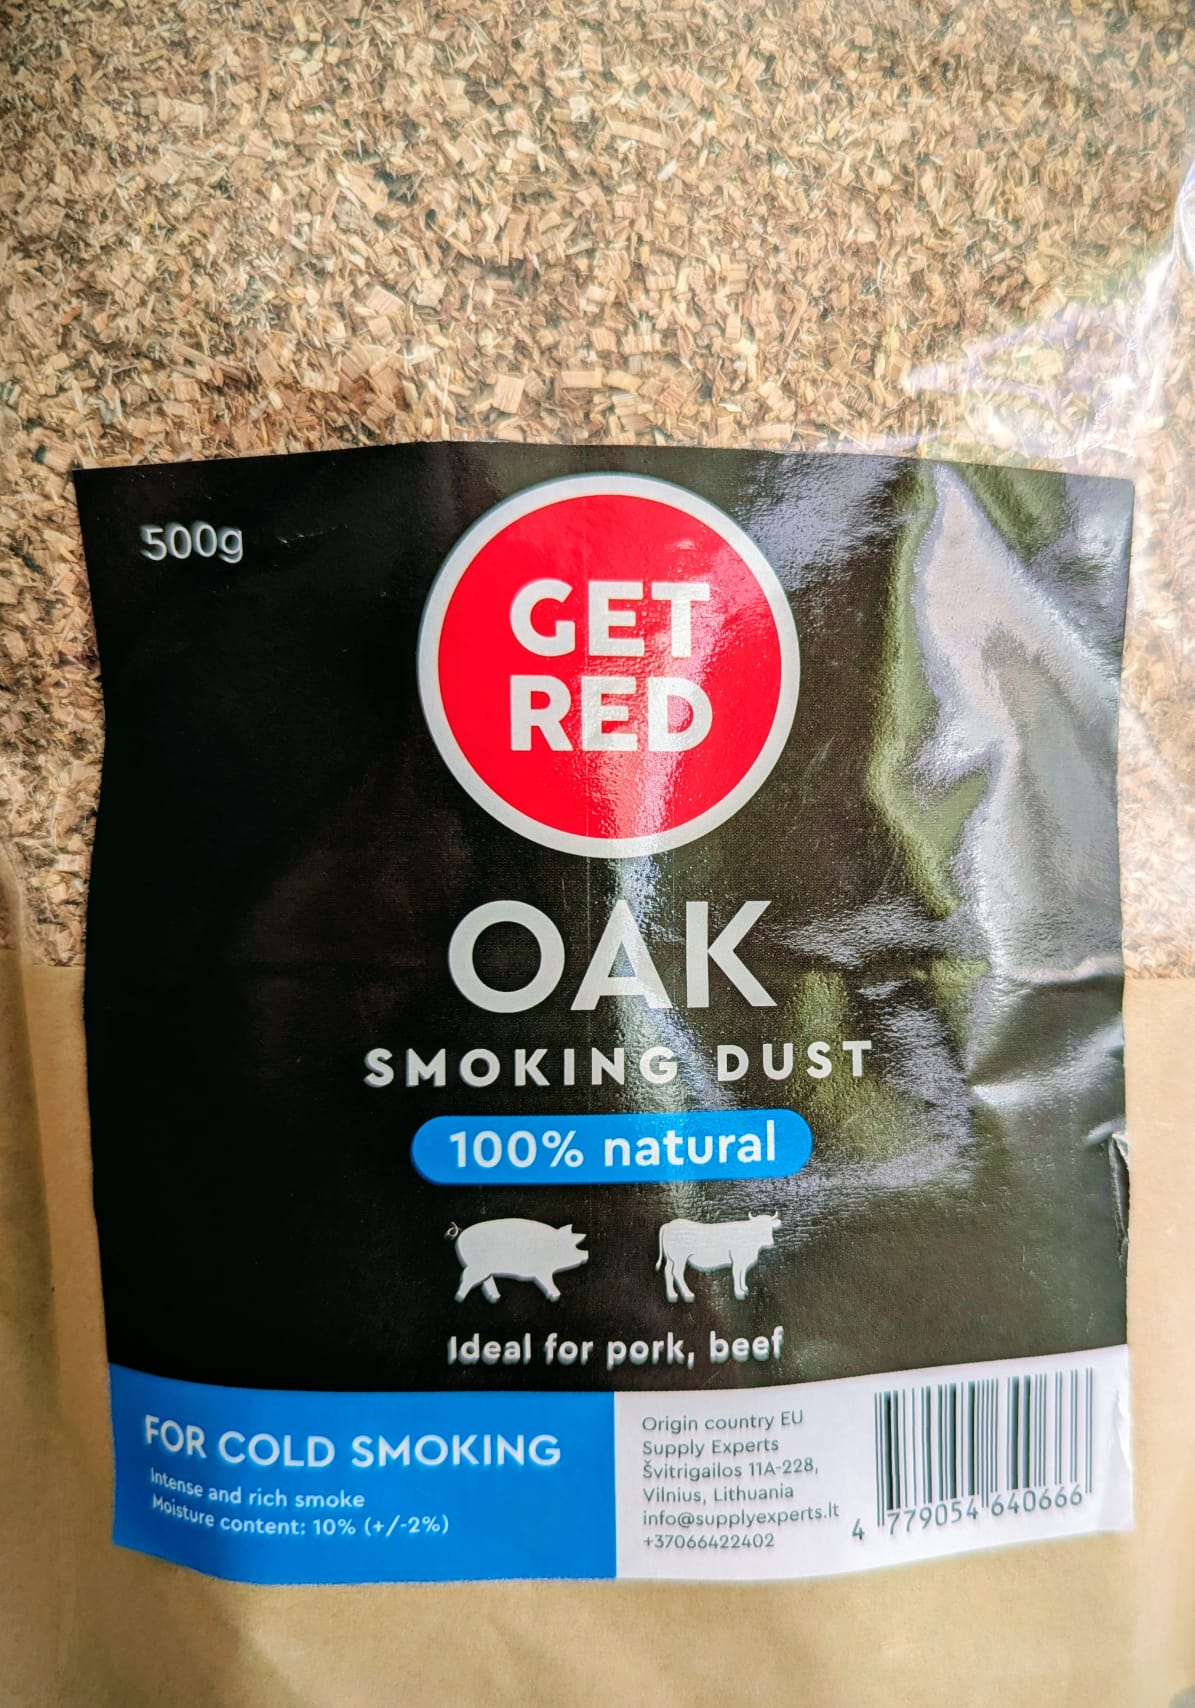 500g
GET
RED
OAK
SMOKING DUST
100% natural
Ideal for pork, beef
FOR COLD SMOKING
Intense and rich smoke
Moisture content: 10% (+/-2%)
Origin country EU
Supply Experts
Švitrigailos 11A-228,
Vilnius, Lithuania
info@supplyexperts.lt
+37066422402
4 779054 640666